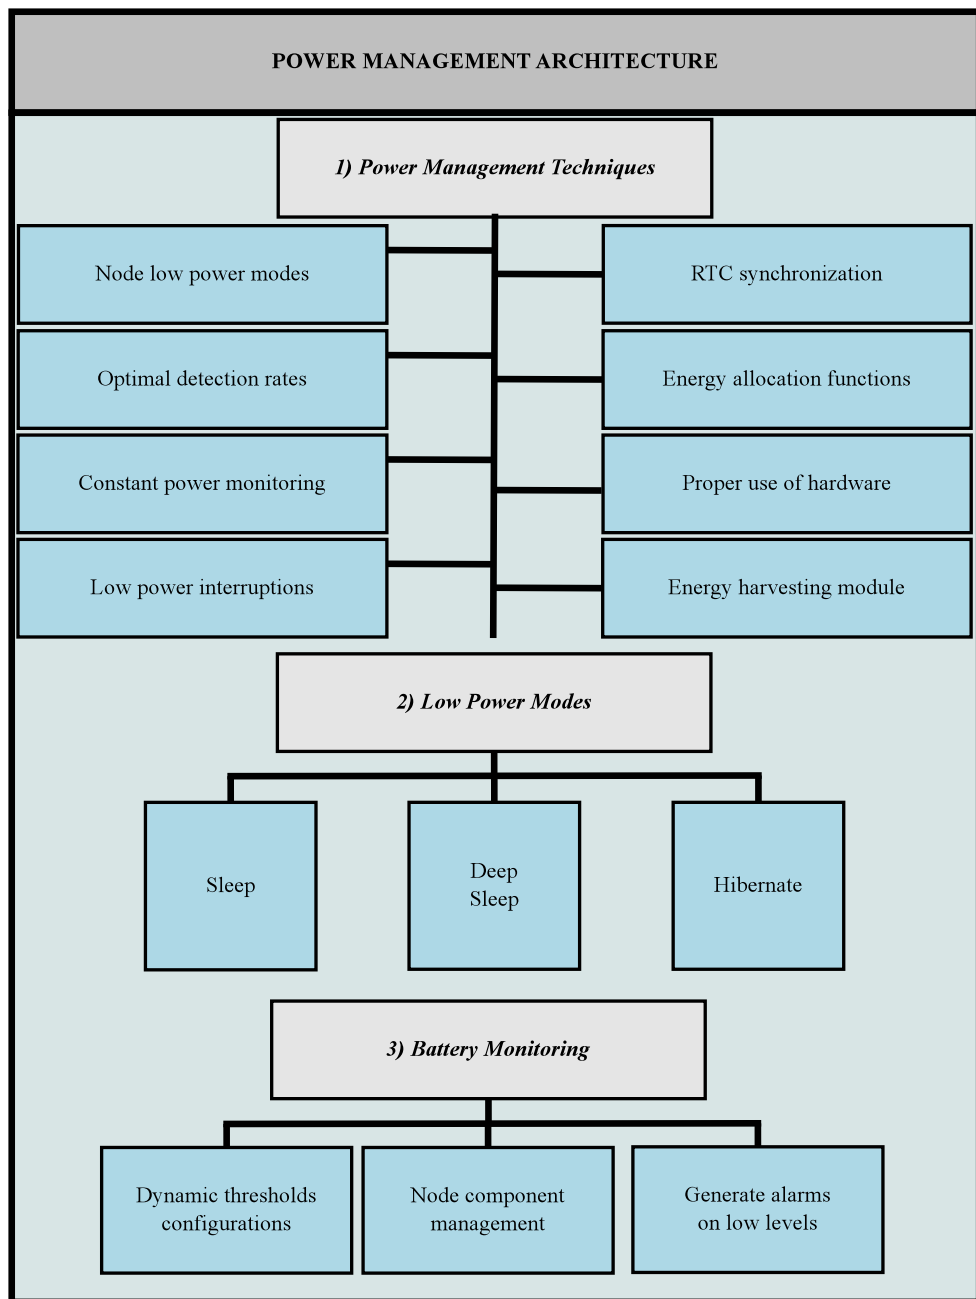 POWER MANAGEMENT ARCHITECTURE
1) Power Management Techniques
Node low power modes
RTC synchronization
Optimal detection rates
Energy allocation functions
Constant power monitoring
Proper use of hardware
Low power interruptions
Energy harvesting module
2) Low Power Modes
Sleep
Deep
Sleep
Hibernate
3) Battery Monitoring
Dynamic thresholds
configurations
Node component
management
Generate alarms
on low levels